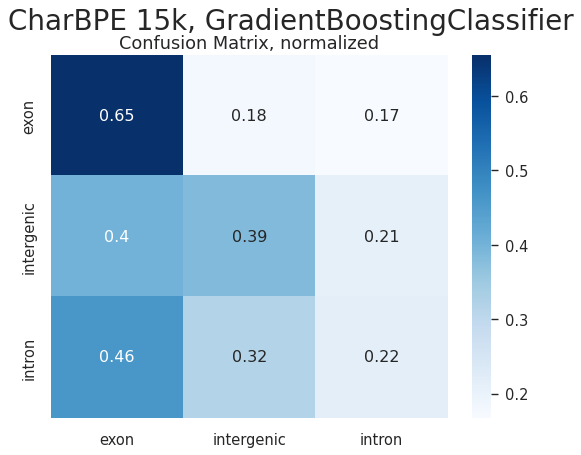 CharBPE 15k, GradientBoostingClassifier
Confusion Matrix, normalized
exon
0.65 0.18 0.17
intergenic
0.4 0.39 0.21
intron
0.46 0.32 0.22
exon intergenic intron
0.6
0.5
0.4
0.3
0.2